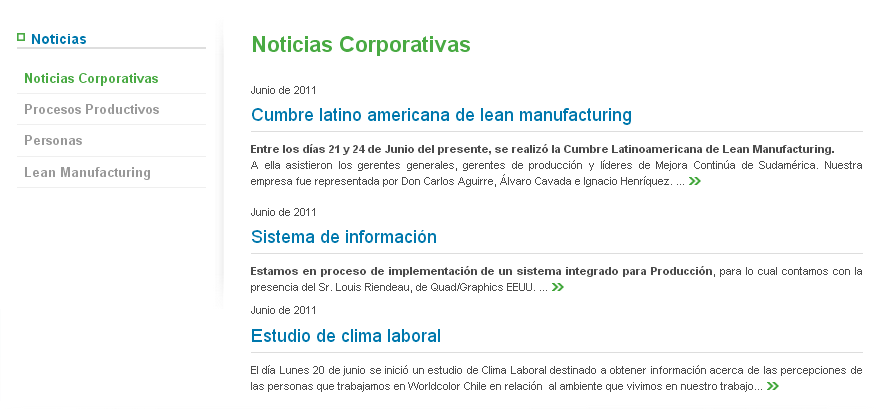 Noticias
Noticias Corporativas
Procesos Productivos
Personas
Lean Manufacturing
Noticias Corporativas
Junio de 2011
Cumbre latino americana de lean manufacturing
Entre los días 21 y 24 de Junio del presente, se realizó la Cumbre Latinoamericana de Lean Manufacturing.
A ella asistieron los gerentes generales, gerentes de producción y líderes de Mejora Continúa de Sudamérica. Nuestra
empresa fue representada por Don Carlos Aguirre, Álvaro Cavada e Ignacio Henríquez. ...
Junio de 2011
Sistema de información
Estamos en proceso de implementación de un sistema integrado para Producción, para lo cual contamos con la
presencia del Sr. Louis Riendeau, de Quad/Graphics EEUU. ...
Junio de 2011
Estudio de clima laboral
El día Lunes 20 de junio se inició un estudio de Clima Laboral destinado a obtener información acerca de las percepciones de
las personas que trabajamos en Worldcolor Chile en relación al ambiente que vivimos en nuestro trabajo...